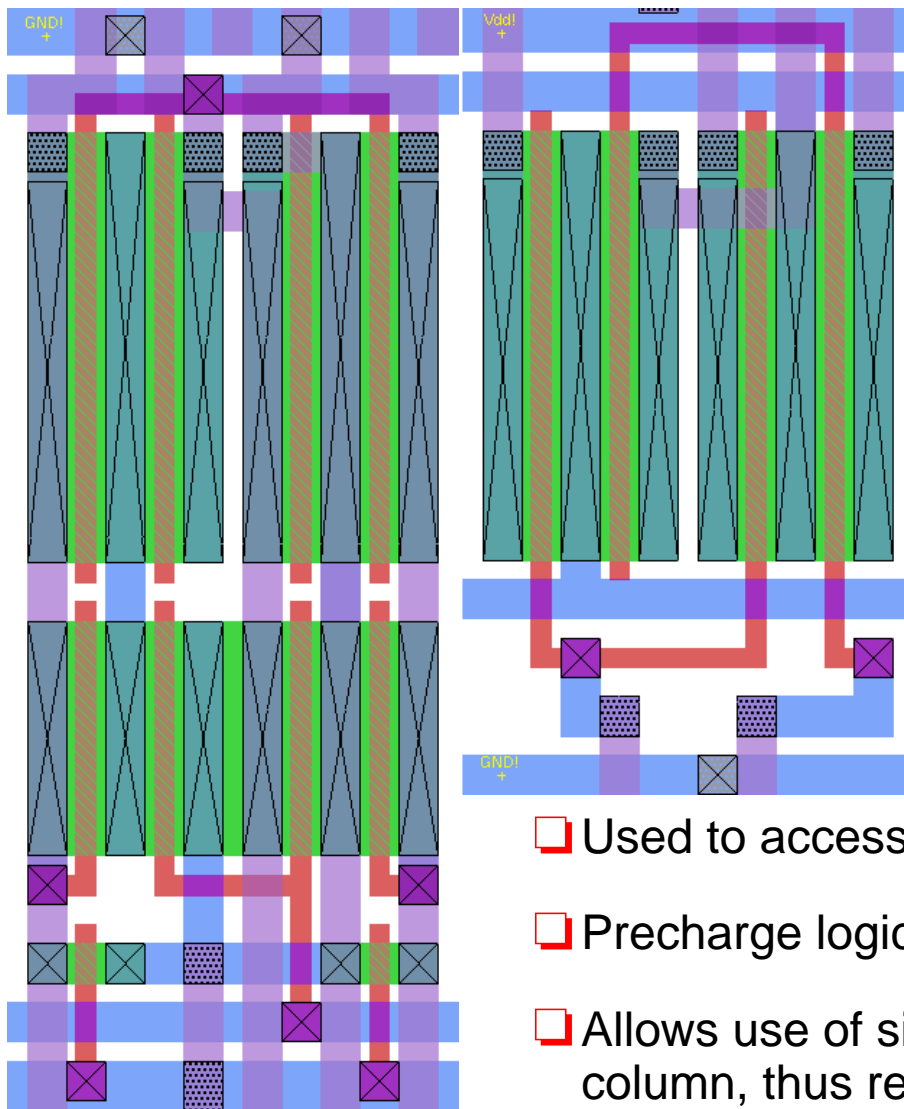 GND!
+
Vdd!
+
GND!
+
Used to access
Precharge logic
Allows use of si
column, thus re